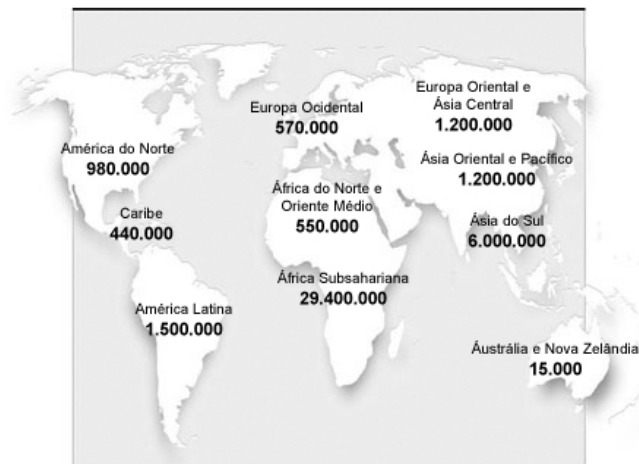 Europa Oriental e
Ásia Central
1.200.000
Europa Ocidental
570.000
América do Norte
980.000
Ásia Oriental e Pacífico
1.200.000
África do Norte e
Oriente Médio
550.000
Caribe
440.000
Ásia do Sul
6.000.000
África Subsahariana
29.400.000
América Latina
1.500.000
Áustrália e Nova Zelândia
15.000